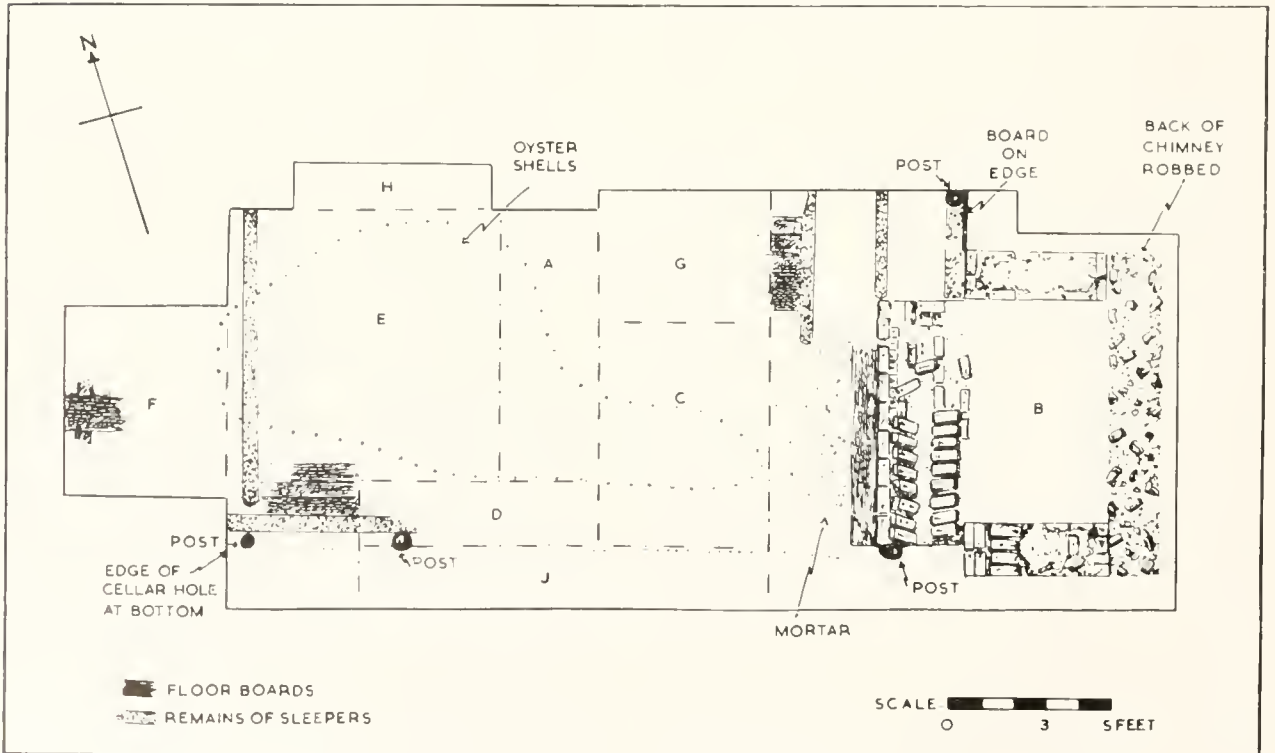 N
OYSTER
SHELLS
POST
BOARD
ON
EDGE
BACK OF
CHIMNEY
ROBBED
H
A
G
E
F
C
B
D
POST
POST
J
POST
EDGE OF
CELLAR HOLE
AT BOTTOM
MORTAR
FLOOR BOARDS
REMAINS OF SLEEPERS
SCALE
0 3 5 FEET